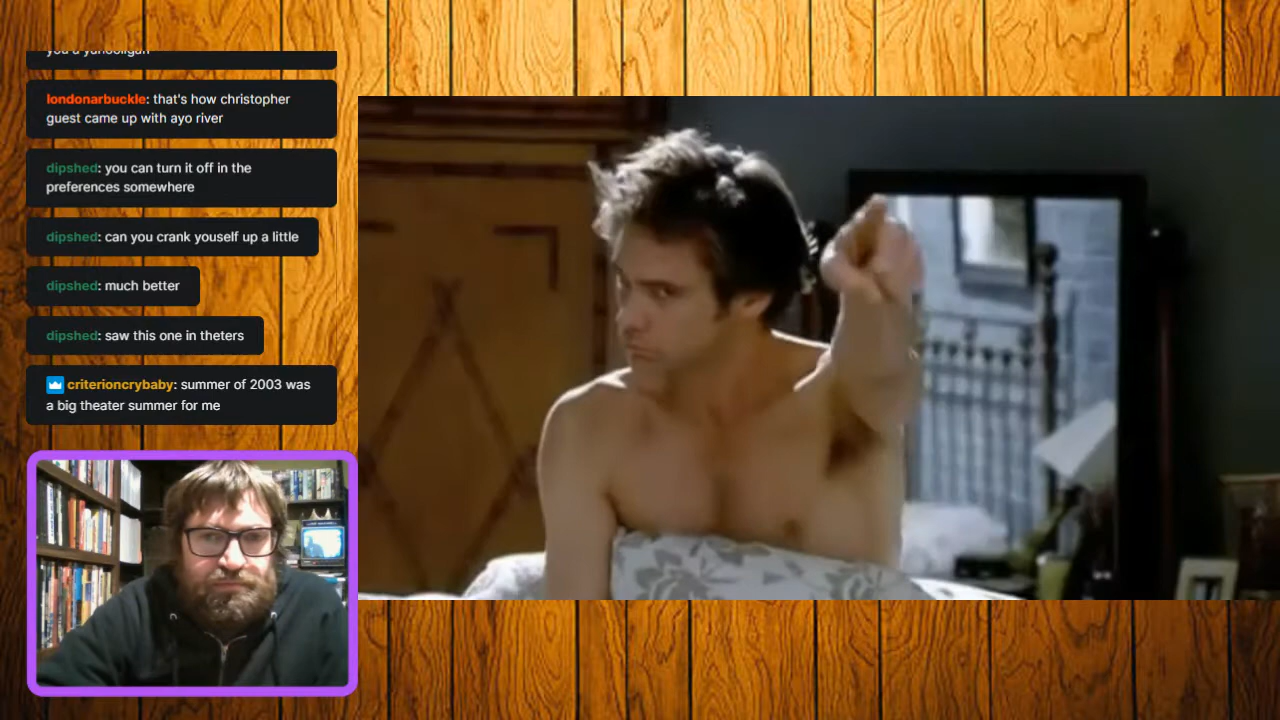 you a yahooligan
londonarbuckle: that's how christopher
guest came up with ayo river
dipshed: you can turn it off in the
preferences somewhere
dipshed: can you crank youself up a little
dipshed: much better
dipshed: saw this one in theters
criterioncrybaby: summer of 2003 was
a big theater summer for me